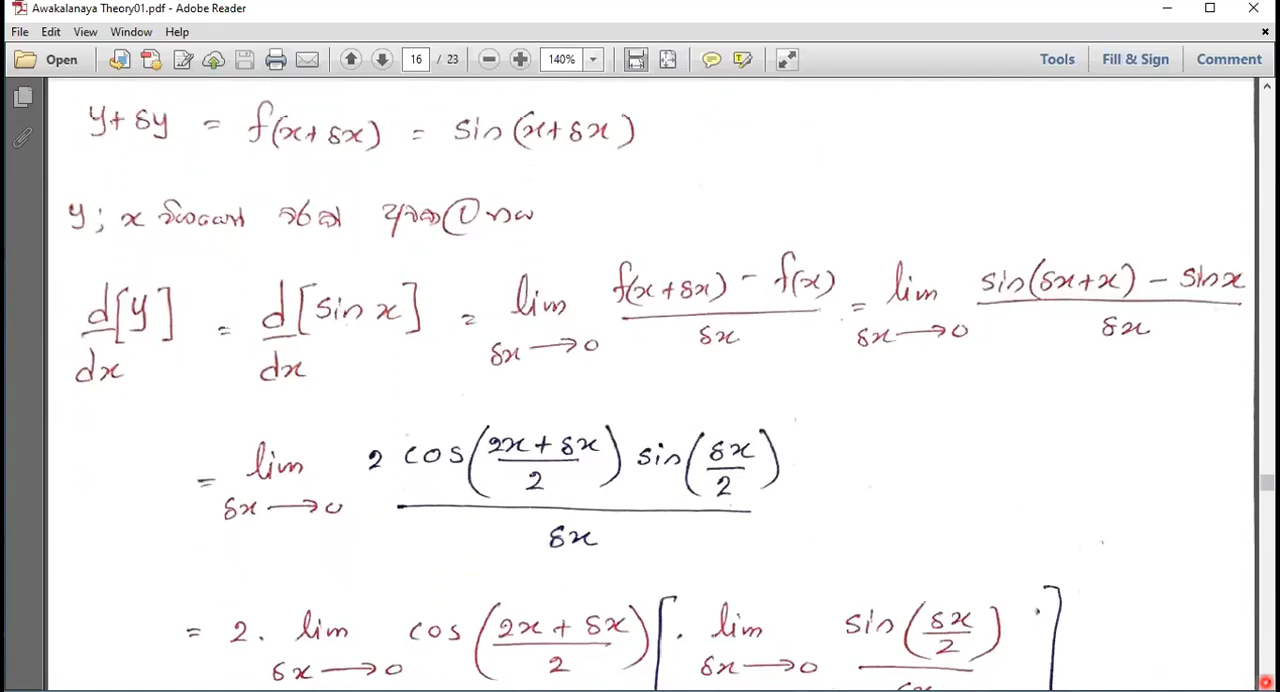 Awakalanaya Theory01.pdf - Adobe Reader
File Edit View Window Help
Open 16 / 23 140% Tools Fill & Sign Comment
y+δy = f(x+δx) = sin(x+δx)
y; x විශයෙන්
d[y]/dx = d[sin x]/dx = lim δx→0 (f(x+δx) - f(x))/δx = lim δx→0 (sin(δx+x) - sinx)/δx
= lim δx→0 2 cos((2x+δx)/2) sin(δx/2)/δx
= 2. lim δx→0 cos((2x+δx)/2) [. lim δx→0 sin(δx/2)/ ]